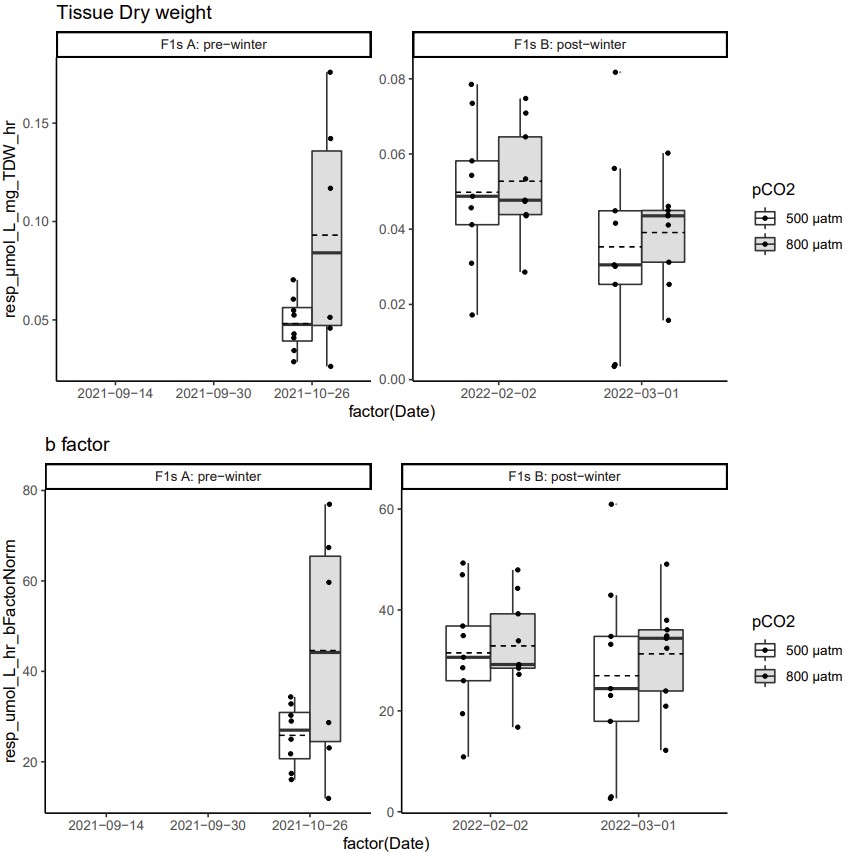 Tissue Dry weight
F1s A: pre−winter
F1s B: post−winter
resp_μmol_L_mg_TDW_hr
0.15
0.10
0.05
0.08
0.06
0.04
0.02
0.00
2021−09−14
2021−09−30
2021−10−26
2022−02−02
2022−03−01
factor(Date)
pCO2
500 μatm
800 μatm
b factor
F1s A: pre−winter
F1s B: post−winter
resp_umol_L_hr_bFactorNorm
80
60
40
20
60
40
20
0
2021−09−14
2021−09−30
2021−10−26
2022−02−02
2022−03−01
factor(Date)
pCO2
500 μatm
800 μatm